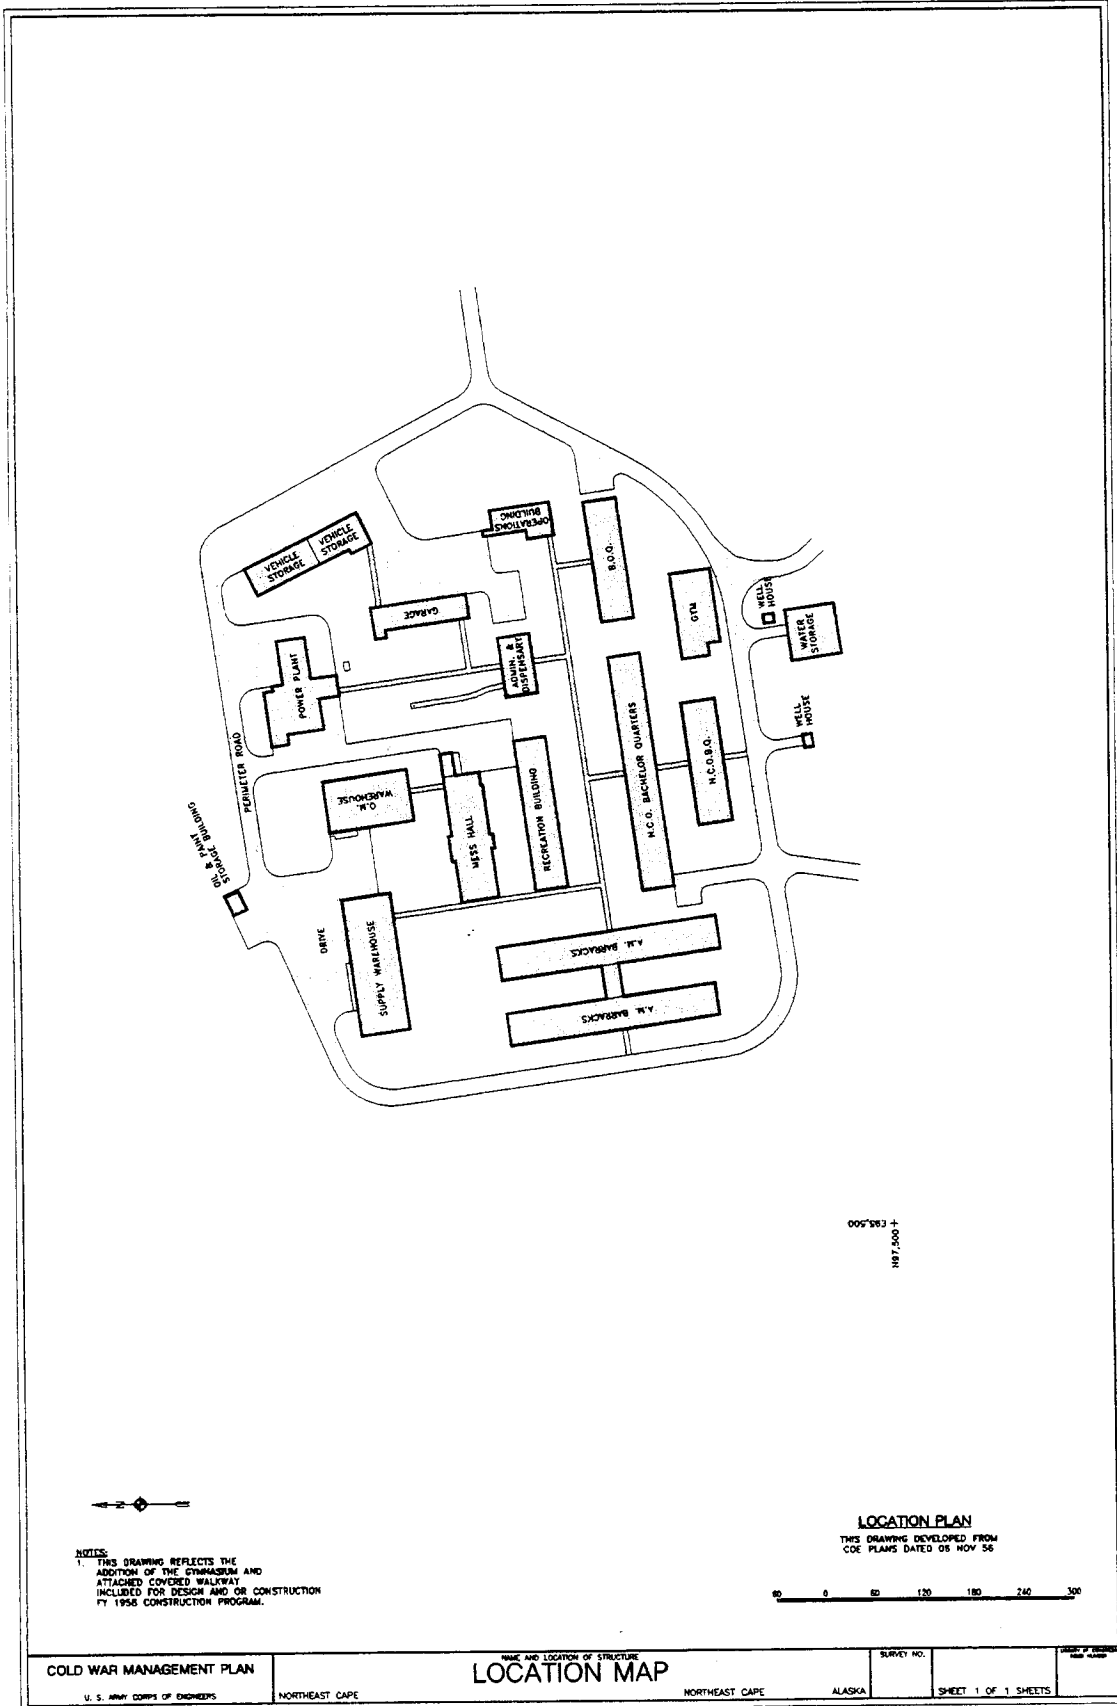 OPERATIONS
BUILDING
VEHICLE
STORAGE
VEHICLE
STORAGE
B.O.Q.
GARAGE
GYM
WELL
HOUSE
WATER
STORAGE
ADMIN. &
DISPENSARY
POWER PLANT
PERIMETER ROAD
N.C.O. BACHELOR QUARTERS
N.C.O.B.Q.
WELL
HOUSE
WAREHOUSE
MESS HALL
RECREATION BUILDING
OIL & PAINT
STORAGE BUILDING
DRIVE
SUPPLY WAREHOUSE
A.M. BARRACKS
A.M. BARRACKS
E95,500
N97,500
N
NOTES:
1. THIS DRAWING REFLECTS THE
ADDITION OF THE GYMNASIUM AND
ATTACHED COVERED WALKWAY
INCLUDED FOR DESIGN AND OR CONSTRUCTION
FY 1958 CONSTRUCTION PROGRAM.
LOCATION PLAN
THIS DRAWING DEVELOPED FROM
COE PLANS DATED 05 NOV 56
60 0 60 120 180 240 300
COLD WAR MANAGEMENT PLAN
U. S. ARMY CORPS OF ENGINEERS
NAME AND LOCATION OF STRUCTURE
LOCATION MAP
NORTHEAST CAPE NORTHEAST CAPE ALASKA
SURVEY NO.
SHEET 1 OF 1 SHEETS